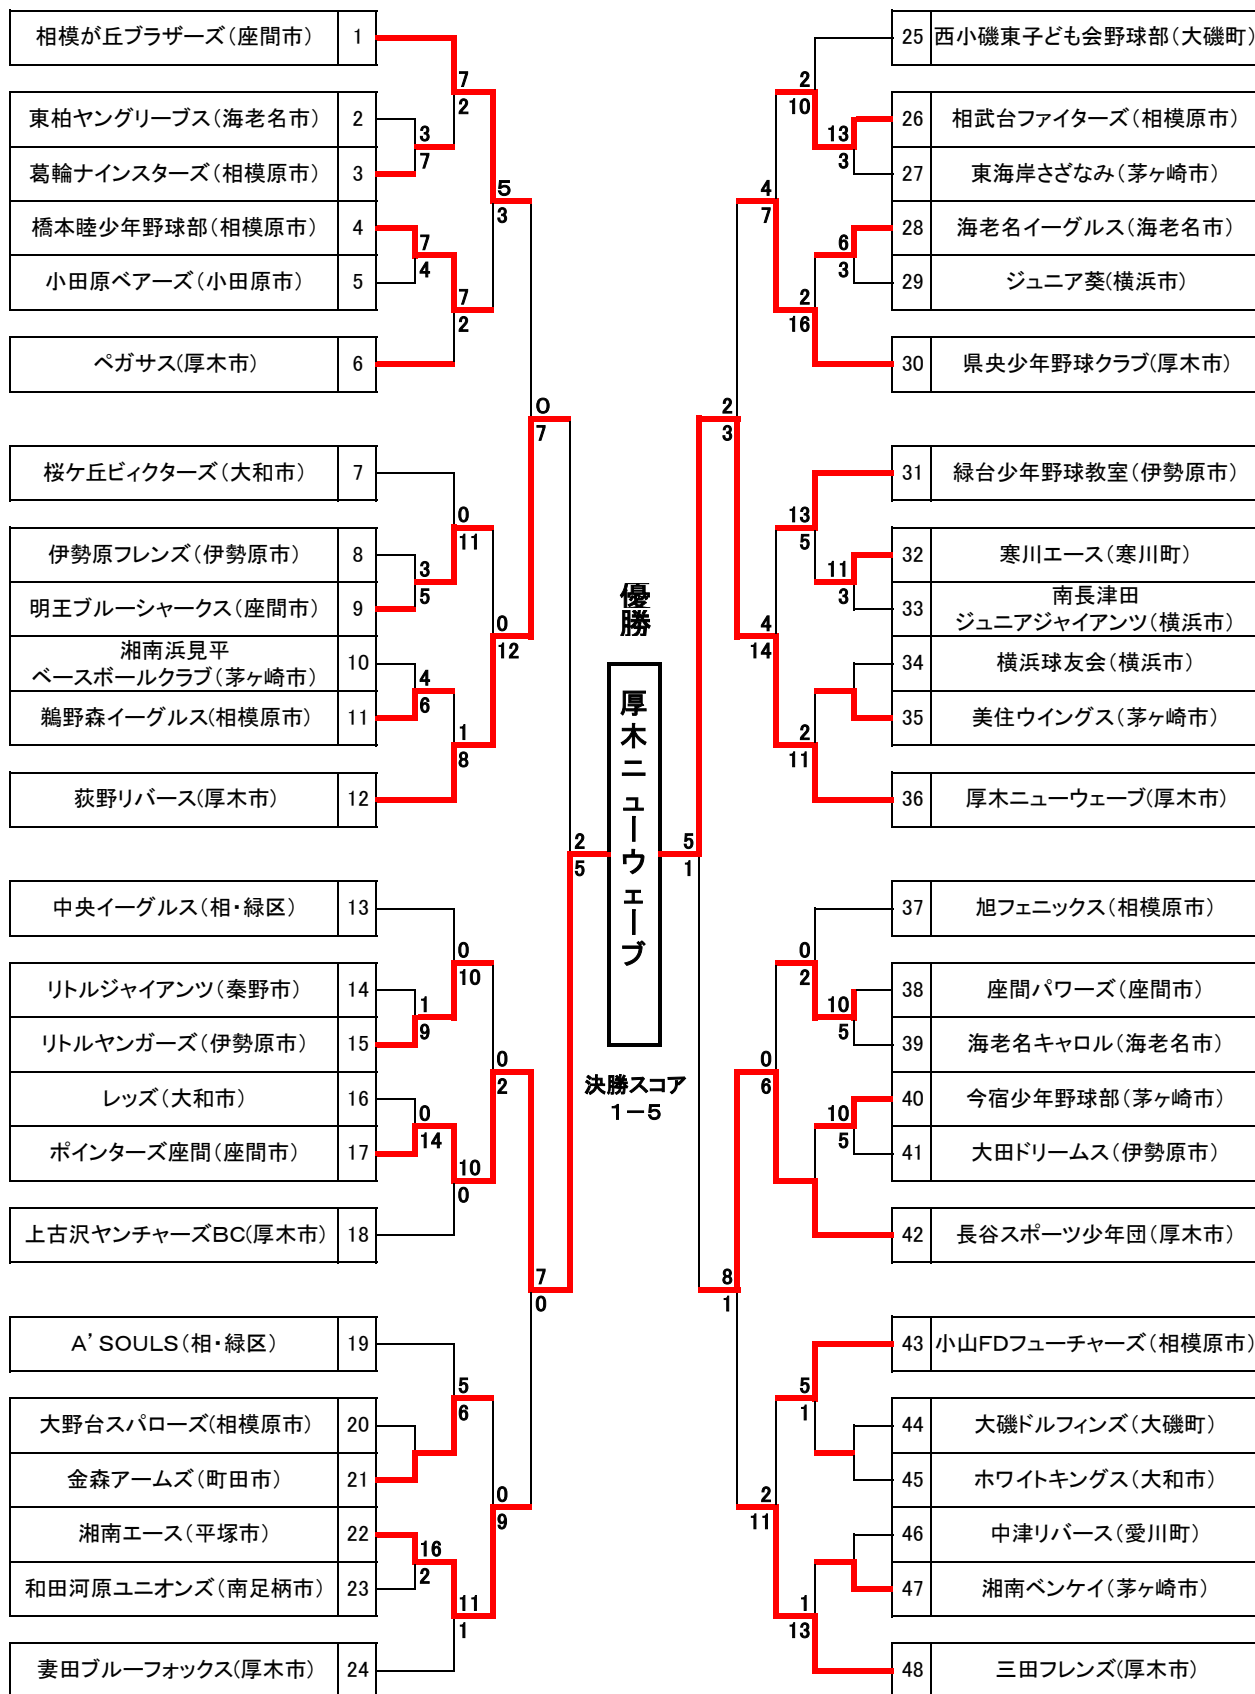 相模が丘ブラザーズ(座間市) 1
7
2
東柏ヤングリーブス(海老名市) 2
3
7
葛輪ナインスターズ(相模原市) 3
5
3
橋本睦少年野球部(相模原市) 4
7
4
小田原ベアーズ(小田原市) 5
7
2
ペガサス(厚木市) 6
0
7
桜ケ丘ビィクターズ(大和市) 7
0
11
伊勢原フレンズ(伊勢原市) 8
3
5
明王ブルーシャークス(座間市) 9
0
12
湘南浜見平
ベースボールクラブ(茅ヶ崎市) 10
4
6
鵜野森イーグルス(相模原市) 11
1
8
荻野リバース(厚木市) 12
2
5
中央イーグルス(相・緑区) 13
0
10
リトルジャイアンツ(秦野市) 14
1
9
リトルヤンガーズ(伊勢原市) 15
0
2
レッズ(大和市) 16
0
14
ポインターズ座間(座間市) 17
10
0
上古沢ヤンチャーズBC(厚木市) 18
7
0
A’SOULS(相・緑区) 19
5
6
大野台スパローズ(相模原市) 20
金森アームズ(町田市) 21
0
9
湘南エース(平塚市) 22
16
2
和田河原ユニオンズ(南足柄市) 23
11
1
妻田ブルーフォックス(厚木市) 24
優勝
厚木ニューウェーブ
決勝スコア
1-5
25 西小磯東子ども会野球部(大磯町)
2
10
26 相武台ファイターズ(相模原市)
13
3
27 東海岸さざなみ(茅ヶ崎市)
4
7
28 海老名イーグルス(海老名市)
6
3
29 ジュニア葵(横浜市)
2
16
30 県央少年野球クラブ(厚木市)
2
3
31 緑台少年野球教室(伊勢原市)
13
5
32 寒川エース(寒川町)
11
3
33 南長津田
ジュニアジャイアンツ(横浜市)
4
14
34 横浜球友会(横浜市)
35 美住ウイングス(茅ヶ崎市)
2
11
36 厚木ニューウェーブ(厚木市)
5
1
37 旭フェニックス(相模原市)
0
2
38 座間パワーズ(座間市)
10
5
39 海老名キャロル(海老名市)
0
6
40 今宿少年野球部(茅ヶ崎市)
10
5
41 大田ドリームス(伊勢原市)
42 長谷スポーツ少年団(厚木市)
8
1
43 小山FDフューチャーズ(相模原市)
5
1
44 大磯ドルフィンズ(大磯町)
45 ホワイトキングス(大和市)
2
11
46 中津リバース(愛川町)
47 湘南ベンケイ(茅ヶ崎市)
1
13
48 三田フレンズ(厚木市)